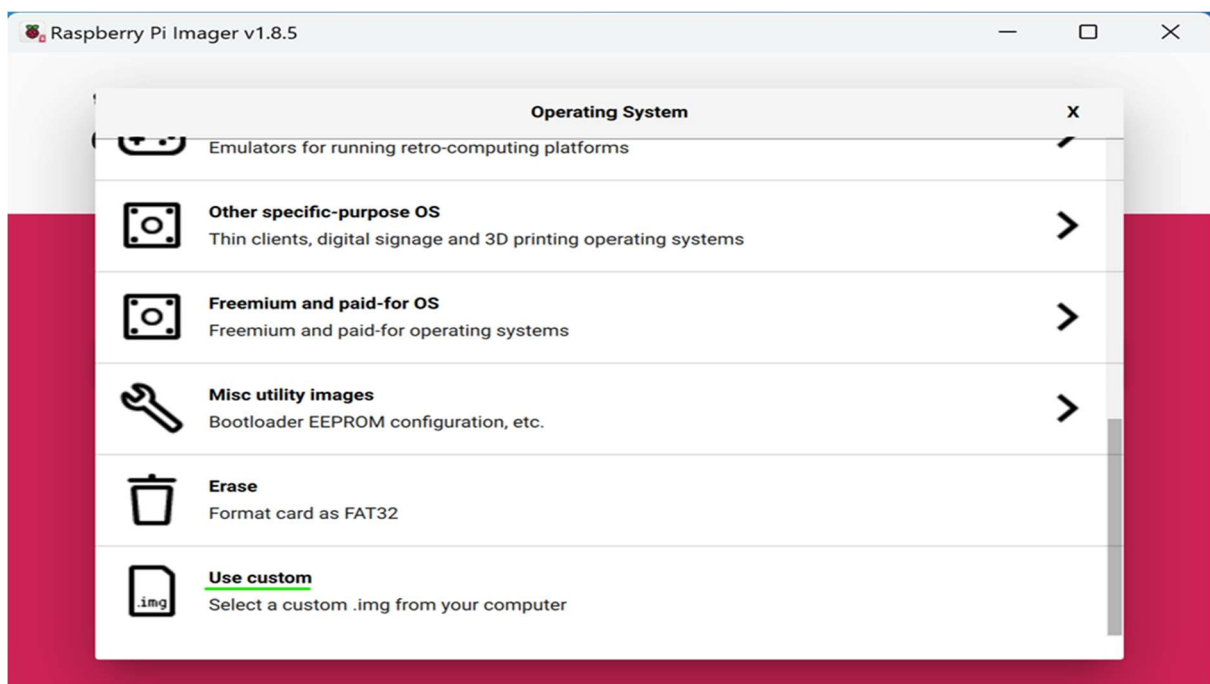 Raspberry Pi Imager v1.8.5
Operating System X
Emulators for running retro-computing platforms
Other specific-purpose OS
Thin clients, digital signage and 3D printing operating systems
Freemium and paid-for OS
Freemium and paid-for operating systems
Misc utility images
Bootloader EEPROM configuration, etc.
Erase
Format card as FAT32
Use custom
.img
Select a custom .img from your computer